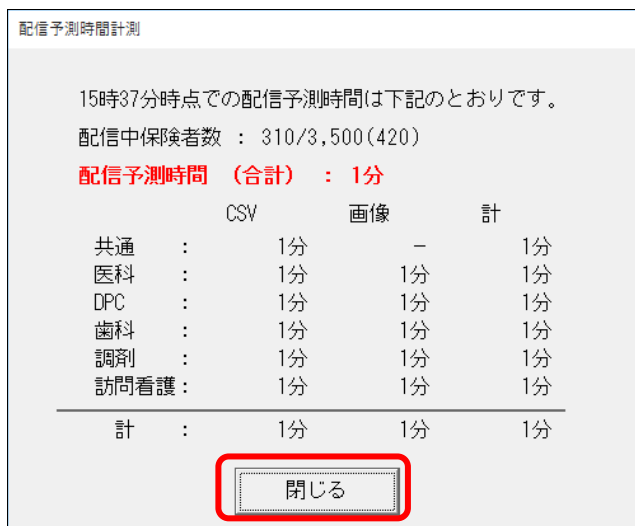 配信予測時間計測
15時37分時点での配信予測時間は下記のとおりです。
配信中保険者数 : 310/3,500(420)
配信予測時間 (合計) : 1分
CSV 画像 計
共通 : 1分 － 1分
医科 : 1分 1分 1分
DPC : 1分 1分 1分
歯科 : 1分 1分 1分
調剤 : 1分 1分 1分
訪問看護 : 1分 1分 1分
計 : 1分 1分 1分
閉じる